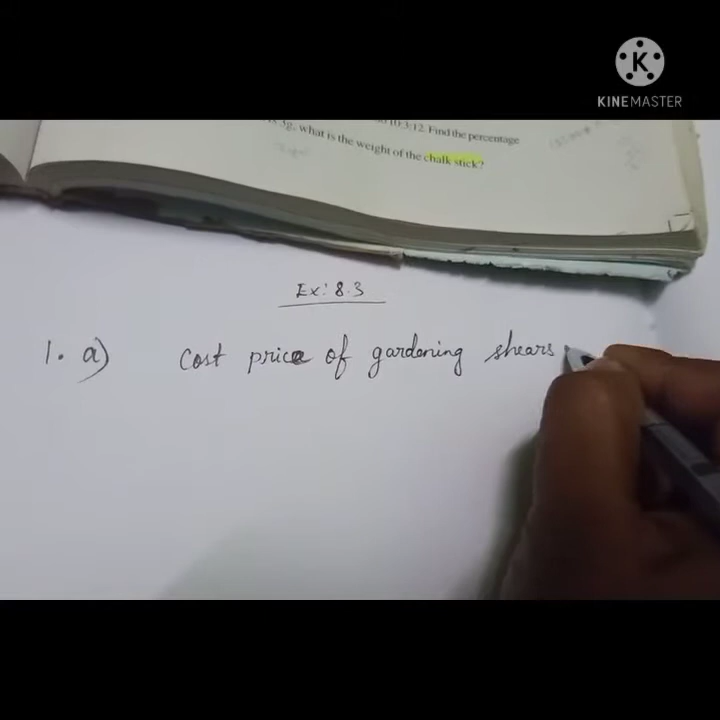 KINEMASTER
10:3:12. Find the percentage
3g, what is the weight of the chalk stick?
Ex: 8.3
1. a) cost price of gardening shears